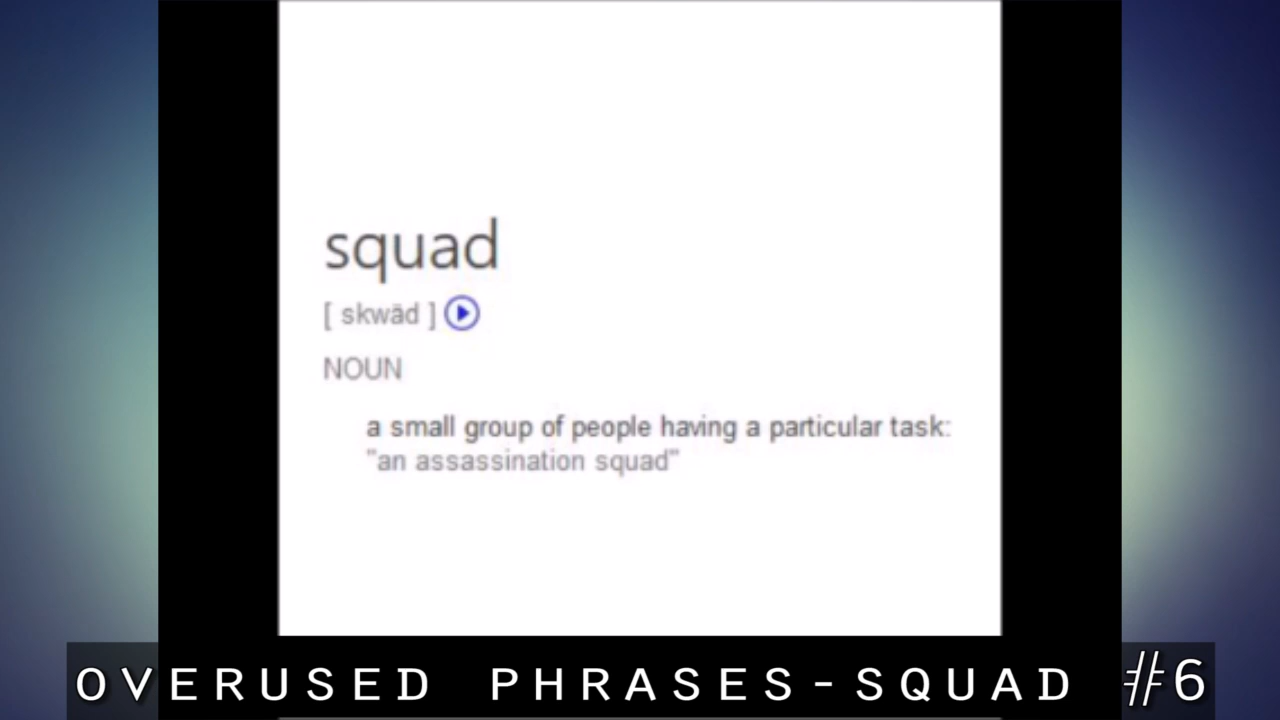 squad
[ skwäd ]
NOUN
a small group of people having a particular task:
"an assassination squad"
OVERUSED PHRASES-SQUAD #6